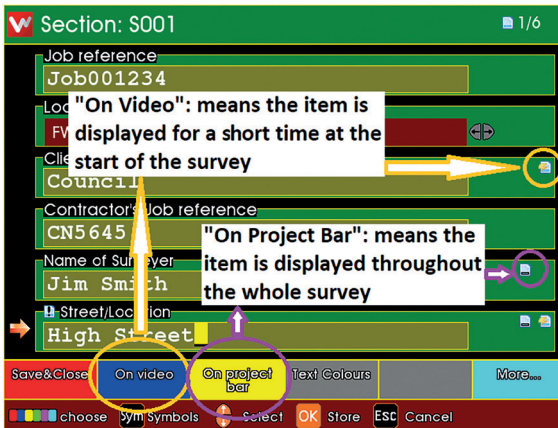 Section: S001
1/6
Job reference
Job001234
Loc
FW
"On Video": means the item is
displayed for a short time at the
start of the survey
Clie
Council
Contractor's Job reference
CN5645
"On Project Bar": means the
item is displayed throughout
the whole survey
Name of Surveyer
Jim Smith
Street/Location
High Street
Save&Close
On video
On project
bar
Text Colours
More...
choose Sym Symbols Select OK Store Esc Cancel